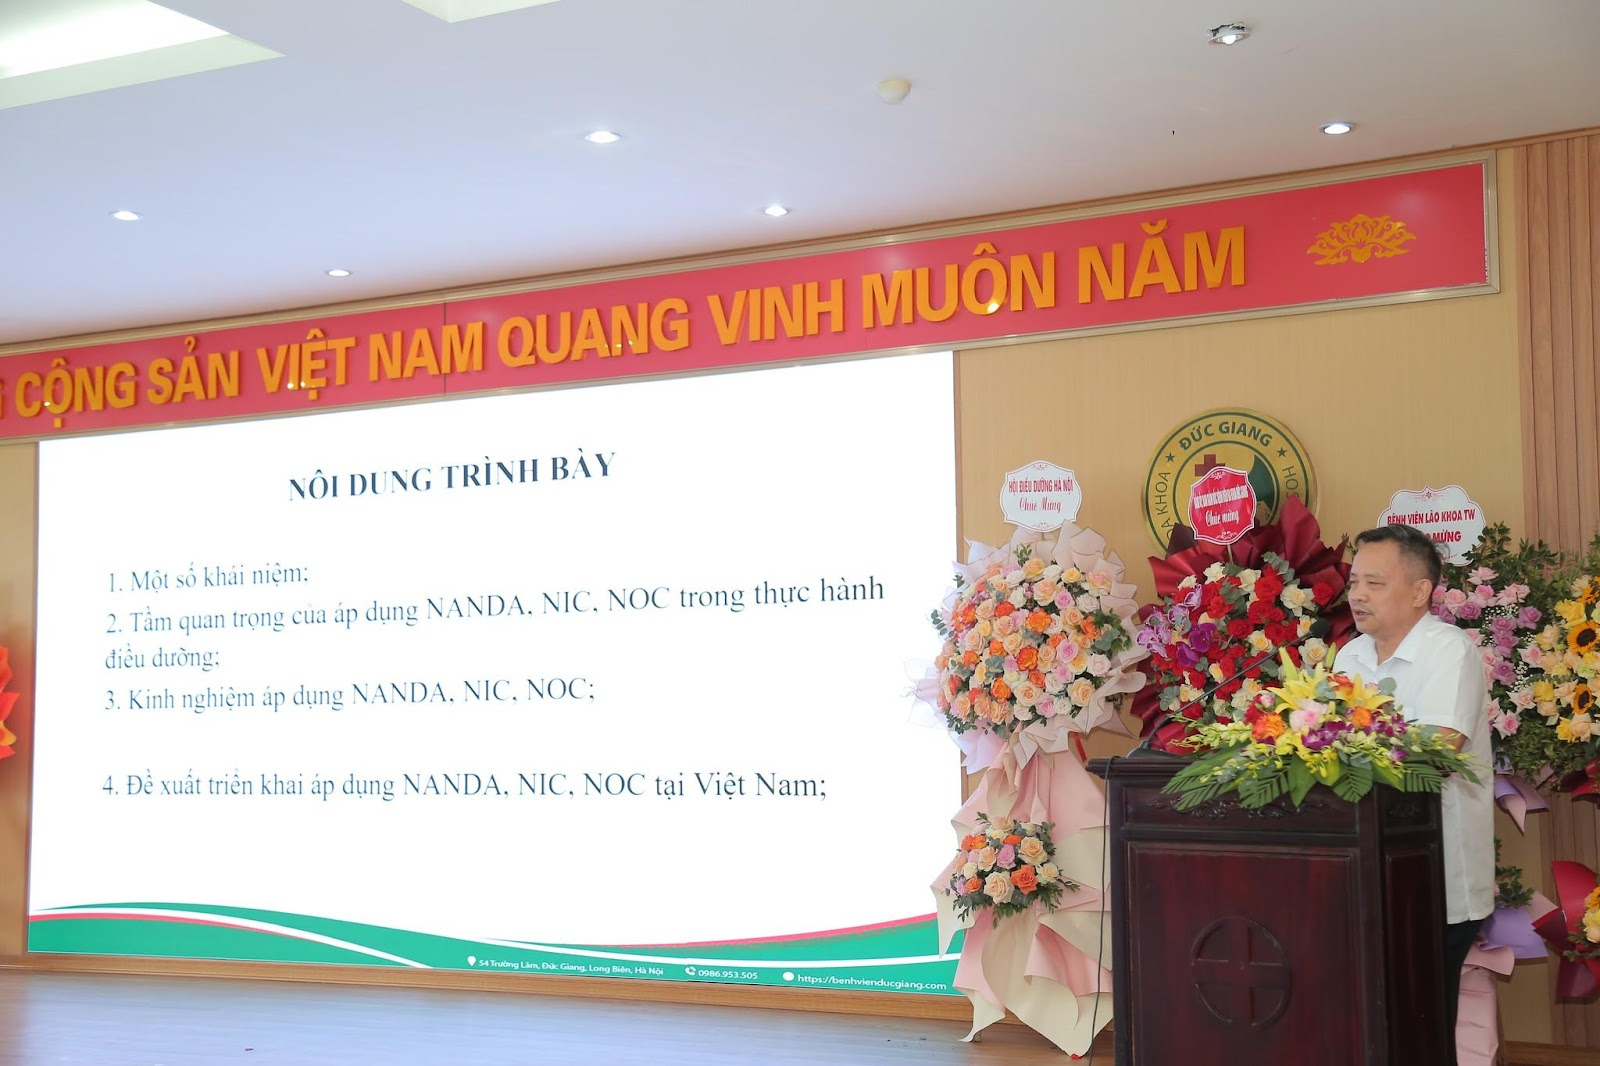 CỘNG SẢN VIỆT NAM QUANG VINH MUÔN NĂM
NÔI DUNG TRÌNH BÀY
1. Một số khái niệm;
2. Tầm quan trọng của áp dụng NANDA, NIC, NOC trong thực hành
điều dưỡng;
3. Kinh nghiệm áp dụng NANDA, NIC, NOC;
4. Đề xuất triển khai áp dụng NANDA, NIC, NOC tại Việt Nam;
54 Trường Lâm, Đức Giang, Long Biên, Hà Nội
0986.953.505
https://benhvienducgiang.com
ĐỨC GIANG
KHOA
HỘI ĐIỀU DƯỠNG HÀ NỘI
Chúc Mừng
Chúc mừng
BỆNH VIỆN LÃO KHOA TW
MỪNG